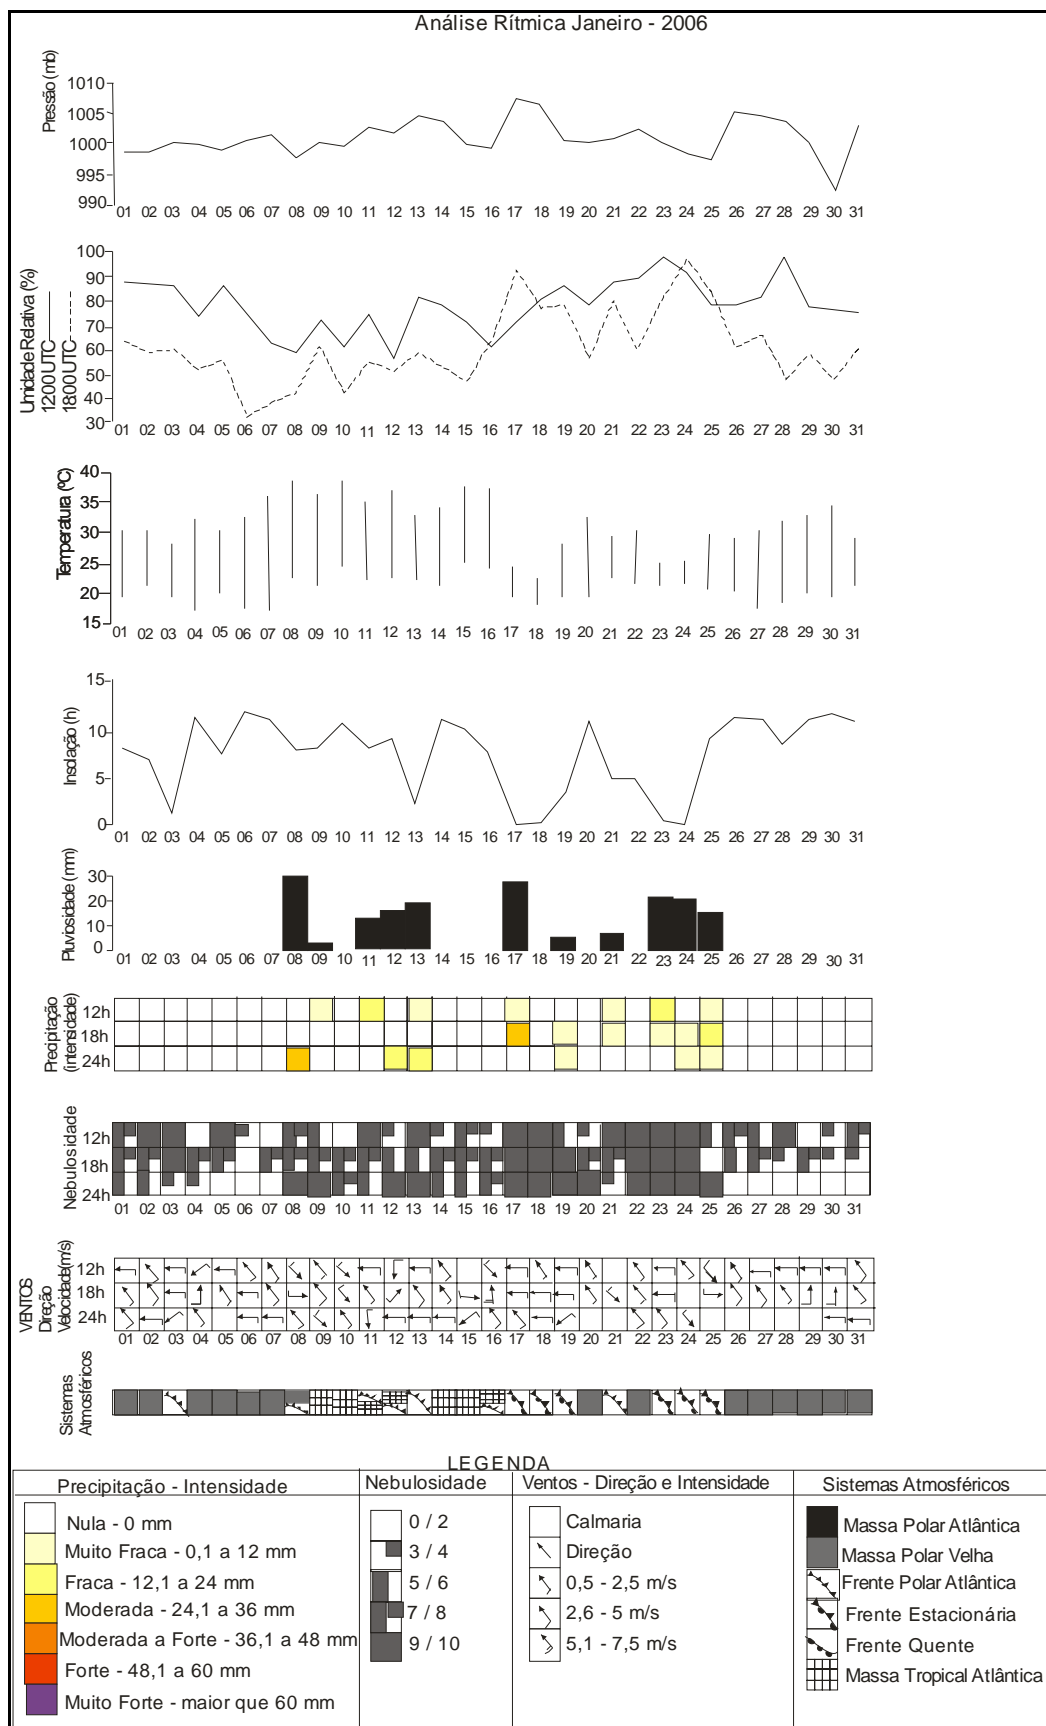 Análise Rítmica Janeiro - 2006
Pressão (mb)
1010
1005
1000
995
990
01 02 03 04 05 06 07 08 09 10 11 12 13 14 15 16 17 18 19 20 21 22 23 24 25 26 27 28 29 30 31
Umidade Relativa (%)
12:00 UTC
18:00 UTC
100
90
80
70
60
50
40
30
01 02 03 04 05 06 07 08 09 10 11 12 13 14 15 16 17 18 19 20 21 22 23 24 25 26 27 28 29 30 31
Temperatura (ºC)
40
35
30
25
20
15
01 02 03 04 05 06 07 08 09 10 11 12 13 14 15 16 17 18 19 20 21 22 23 24 25 26 27 28 29 30 31
Insolação (h)
15
10
5
0
01 02 03 04 05 06 07 08 09 10 11 12 13 14 15 16 17 18 19 20 21 22 23 24 25 26 27 28 29 30 31
Pluviosidade (mm)
30
20
10
0
01 02 03 04 05 06 07 08 09 10 11 12 13 14 15 16 17 18 19 20 21 22 23 24 25 26 27 28 29 30 31
Precipitação
(intensidade)
12h
18h
24h
Nebulosidade
12h
18h
24h
01 02 03 04 05 06 07 08 09 10 11 12 13 14 15 16 17 18 19 20 21 22 23 24 25 26 27 28 29 30 31
VENTOS
Direção
Velocidade(m/s)
12h
18h
24h
01 02 03 04 05 06 07 08 09 10 11 12 13 14 15 16 17 18 19 20 21 22 23 24 25 26 27 28 29 30 31
Sistemas
Atmosféricos
LEGENDA
Precipitação - Intensidade
Nula - 0 mm
Muito Fraca - 0,1 a 12 mm
Fraca - 12,1 a 24 mm
Moderada - 24,1 a 36 mm
Moderada a Forte - 36,1 a 48 mm
Forte - 48,1 a 60 mm
Muito Forte - maior que 60 mm
Nebulosidade
0 / 2
3 / 4
5 / 6
7 / 8
9 / 10
Ventos - Direção e Intensidade
Calmaria
Direção
0,5 - 2,5 m/s
2,6 - 5 m/s
5,1 - 7,5 m/s
Sistemas Atmosféricos
Massa Polar Atlântica
Massa Polar Velha
Frente Polar Atlântica
Frente Estacionária
Frente Quente
Massa Tropical Atlântica